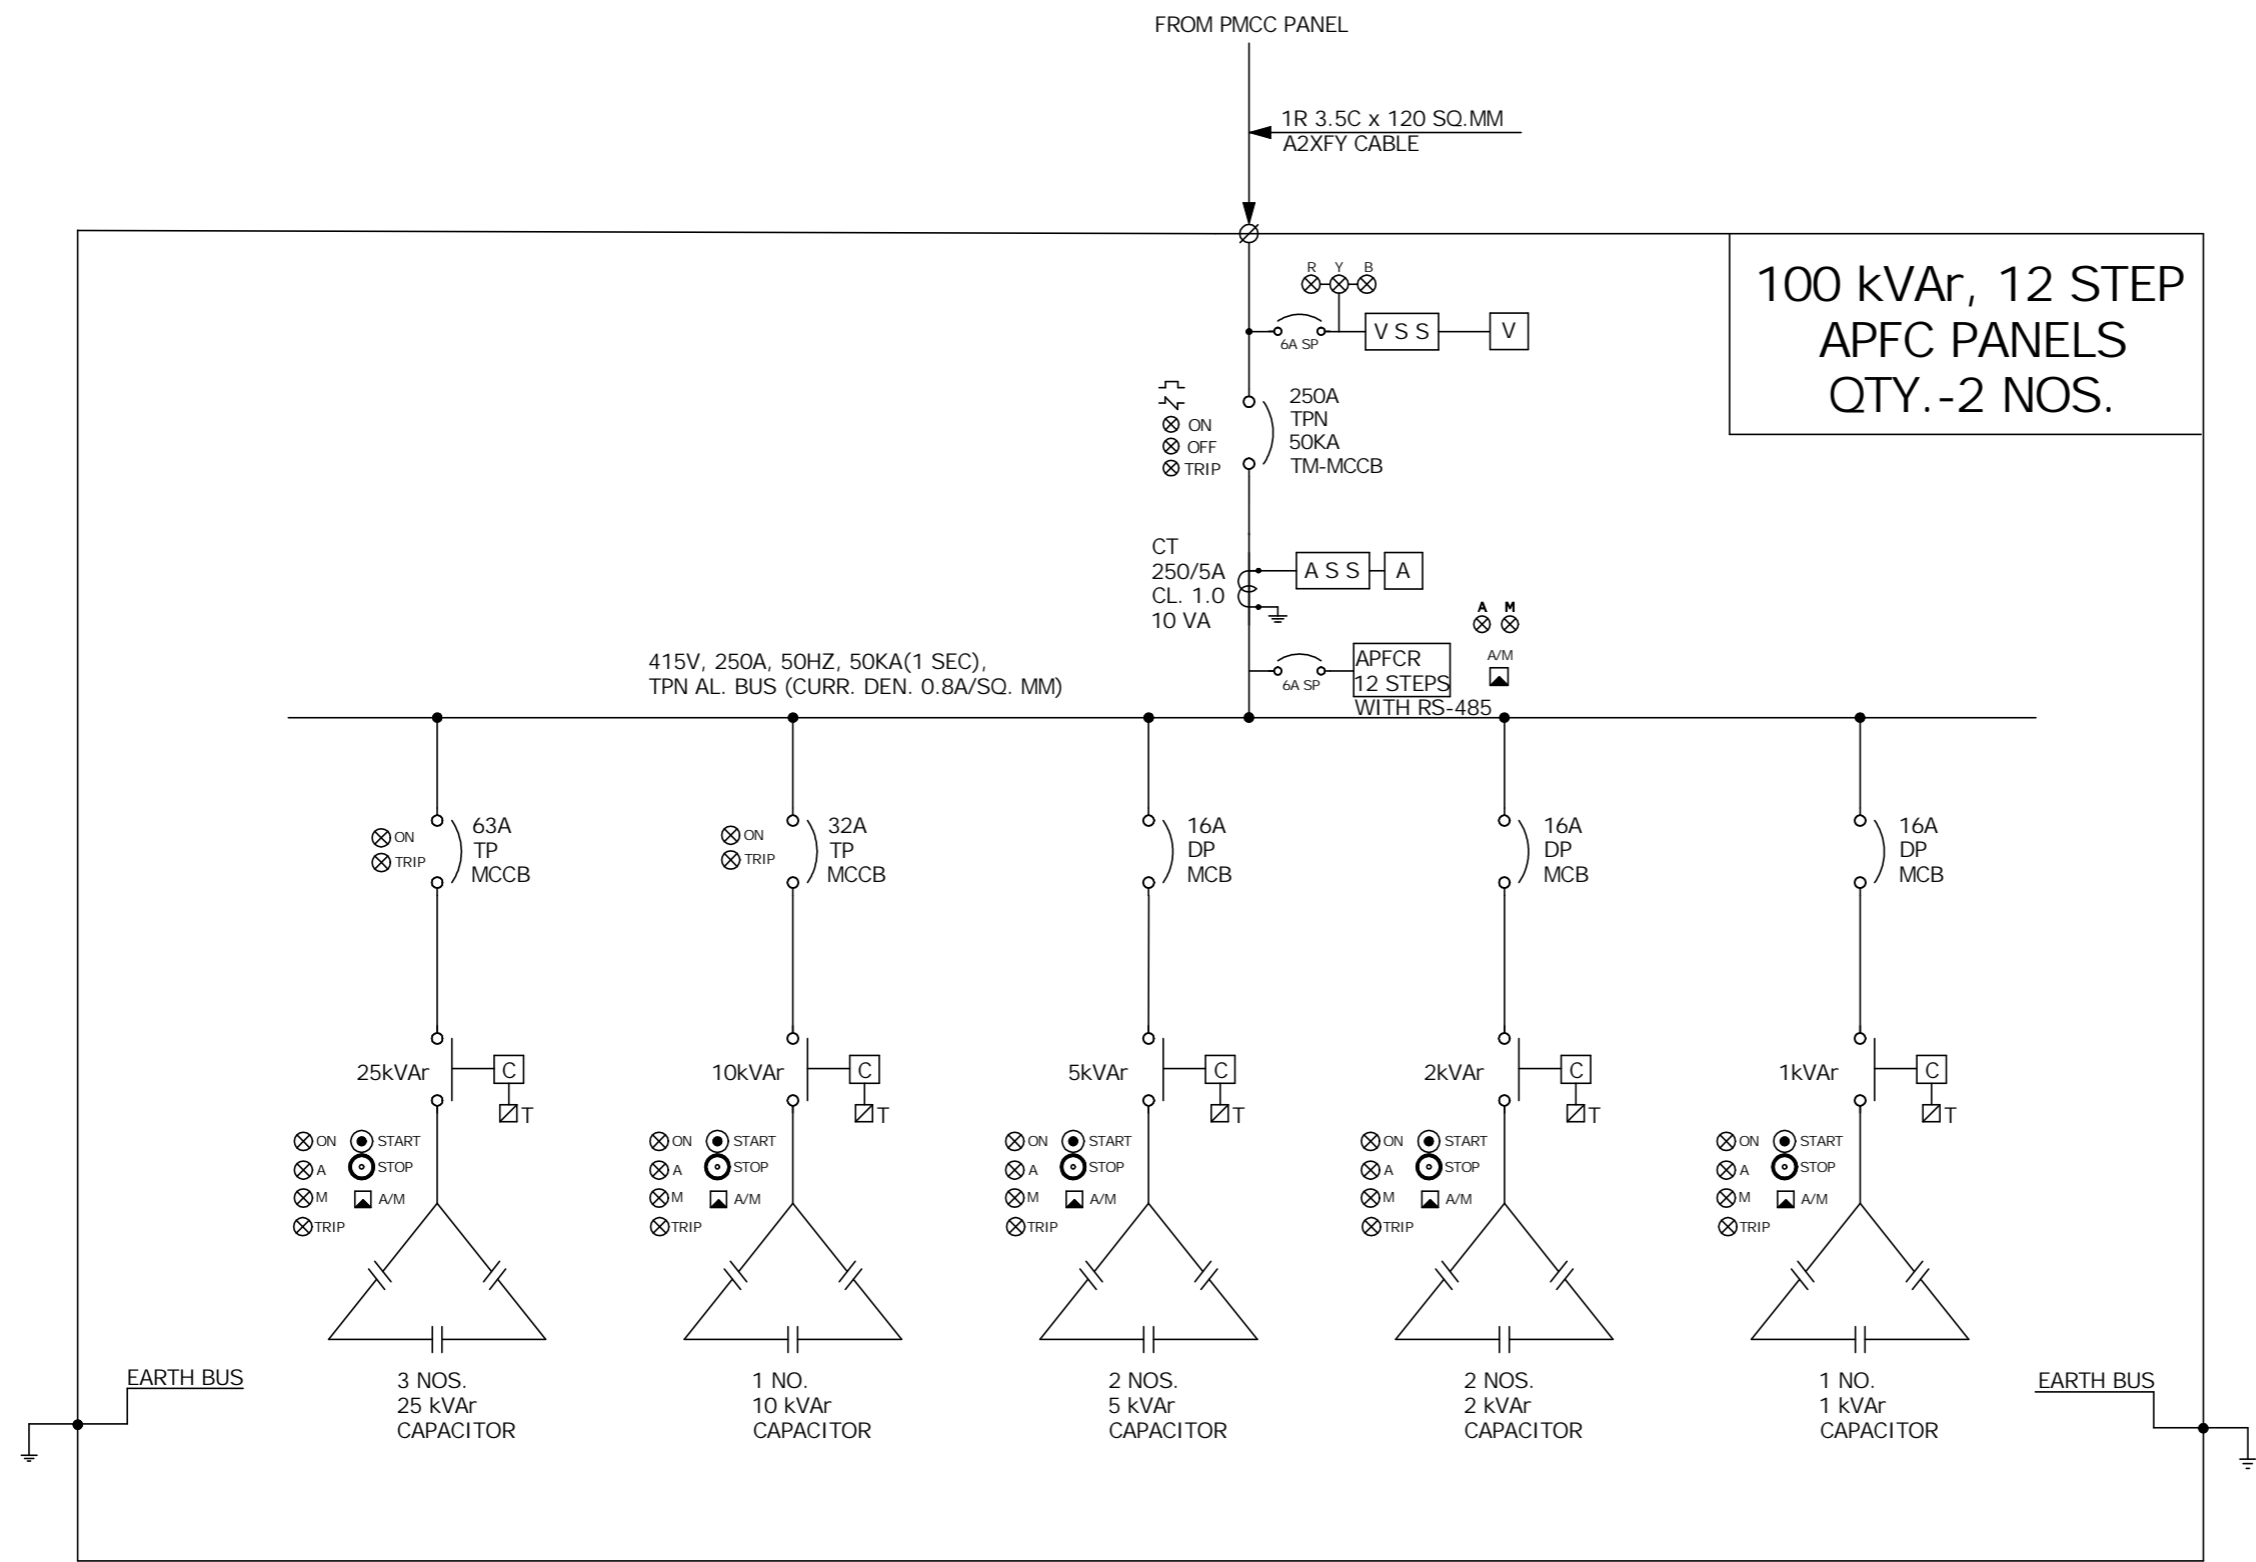 FROM PMCC PANEL
1R 3.5C x 120 SQ.MM
A2XFY CABLE
100 kVAr, 12 STEP
APFC PANELS
QTY.-2 NOS.
R Y B
6A SP
V S S
V
ON
OFF
TRIP
250A
TPN
50KA
TM-MCCB
CT
250/5A
CL. 1.0
10 VA
A S S
A
A M
A/M
6A SP
APFCR
12 STEPS
WITH RS-485
415V, 250A, 50HZ, 50KA(1 SEC),
TPN AL. BUS (CURR. DEN. 0.8A/SQ. MM)
ON
TRIP
63A
TP
MCCB
ON
TRIP
32A
TP
MCCB
16A
DP
MCB
16A
DP
MCB
16A
DP
MCB
25kVAr
C
T
10kVAr
C
T
5kVAr
C
T
2kVAr
C
T
1kVAr
C
T
ON START
A STOP
M A/M
TRIP
ON START
A STOP
M A/M
TRIP
ON START
A STOP
M A/M
TRIP
ON START
A STOP
M A/M
TRIP
ON START
A STOP
M A/M
TRIP
EARTH BUS
3 NOS.
25 kVAr
CAPACITOR
1 NO.
10 kVAr
CAPACITOR
2 NOS.
5 kVAr
CAPACITOR
2 NOS.
2 kVAr
CAPACITOR
1 NO.
1 kVAr
CAPACITOR
EARTH BUS